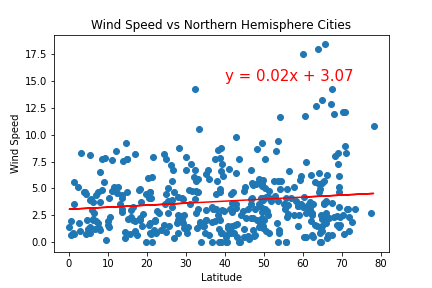 Wind Speed vs Northern Hemisphere Cities
17.5
15.0
12.5
10.0
7.5
5.0
2.5
0.0
Wind Speed
y = 0.02x + 3.07
0 10 20 30 40 50 60 70 80
Latitude